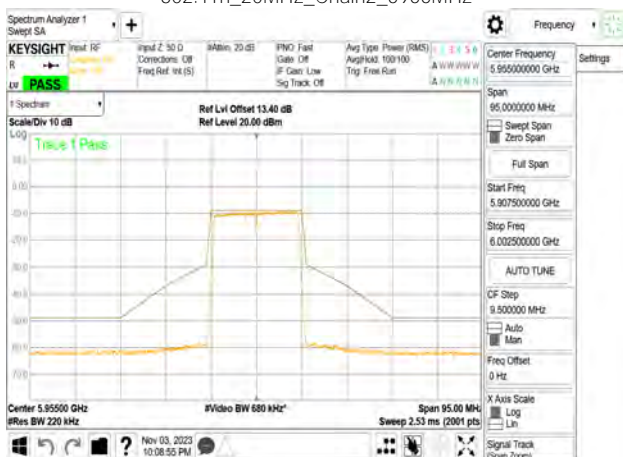 Spectrum Analyzer 1
Swept SA
KEYSIGHT Input: RF
R
PASS
Input Z: 50 Ω
Corrections: Off
Freq Ref: Int (S)
#Atten: 20 dB
PNO: Fast
Gate: Off
IF Gain: Low
Sig Track: Off
Avg Type: Power (RMS)
Avg|Hold: 100/100
Trig: Free Run
1 Spectrum
Scale/Div 10 dB
Ref Lvl Offset 13.40 dB
Ref Level 20.00 dBm
Log
Trace 1 Pass
Center 5.95500 GHz
#Res BW 220 kHz
#Video BW 680 kHz*
Span 95.00 MHz
Sweep 2.53 ms (2001 pts)
Nov 03, 2023
10:08:55 PM
Frequency
Settings
Center Frequency
5.955000000 GHz
Span
95.0000000 MHz
Swept Span
Zero Span
Full Span
Start Freq
5.907500000 GHz
Stop Freq
6.002500000 GHz
AUTO TUNE
CF Step
9.500000 MHz
Auto
Man
Freq Offset
0 Hz
X Axis Scale
Log
Lin
Signal Track
(Span Zoom)